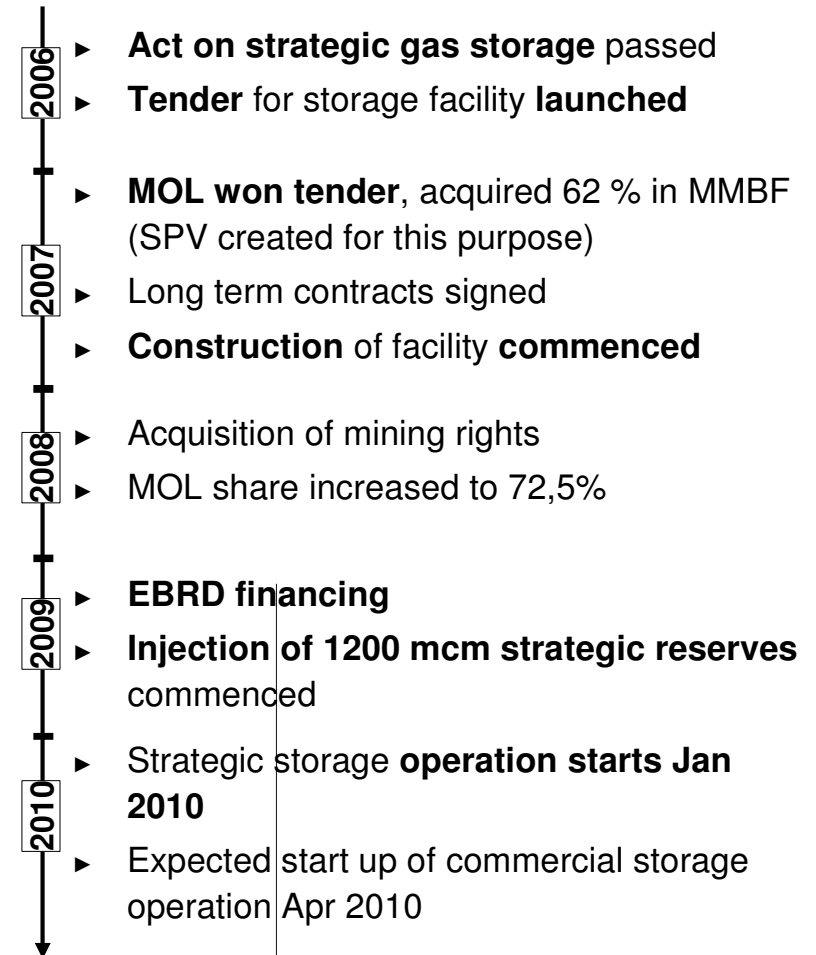 2006
► Act on strategic gas storage passed
► Tender for storage facility launched
2007
► MOL won tender, acquired 62 % in MMBF
(SPV created for this purpose)
► Long term contracts signed
► Construction of facility commenced
2008
► Acquisition of mining rights
► MOL share increased to 72,5%
2009
► EBRD financing
► Injection of 1200 mcm strategic reserves
commenced
2010
► Strategic storage operation starts Jan
2010
► Expected start up of commercial storage
operation Apr 2010